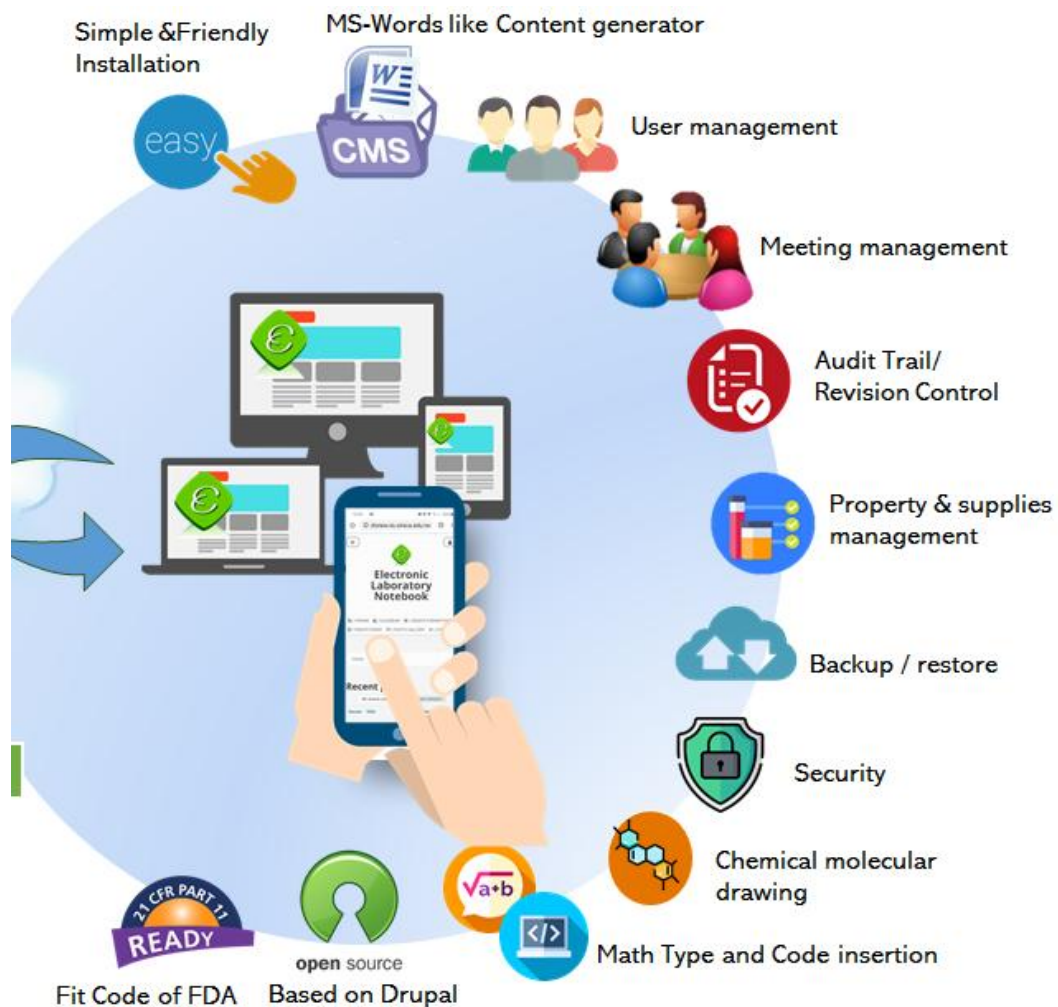 Simple &Friendly
Installation
MS-Words like Content generator
easy
W
CMS
User management
Meeting management
Audit Trail/
Revision Control
Property & supplies
management
Electronic
Laboratory
Notebook
Recent
Backup / restore
Security
Chemical molecular
drawing
√a+b
</>
Math Type and Code insertion
21 CFR PART 11
READY
Fit Code of FDA
open source
Based on Drupal